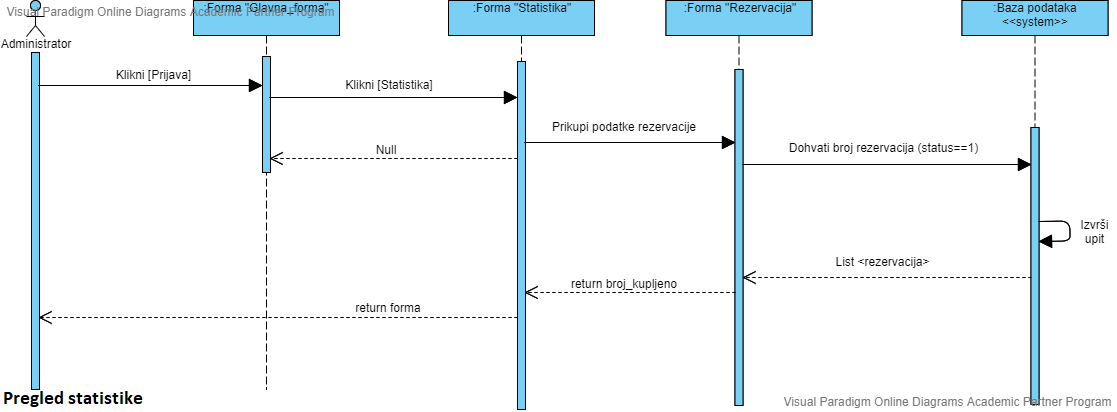 Visual Paradigm Online Diagrams Academic Partner Program
:Forma "Glavna_forma"
:Forma "Statistika"
:Forma "Rezervacija"
:Baza podataka
<<system>>
Administrator
Klikni [Prijava]
Klikni [Statistika]
Prikupi podatke rezervacije
Null
Dohvati broj rezervacija (status==1)
Izvrši
upit
List <rezervacija>
return broj_kupljeno
return forma
Pregled statistike
Visual Paradigm Online Diagrams Academic Partner Program